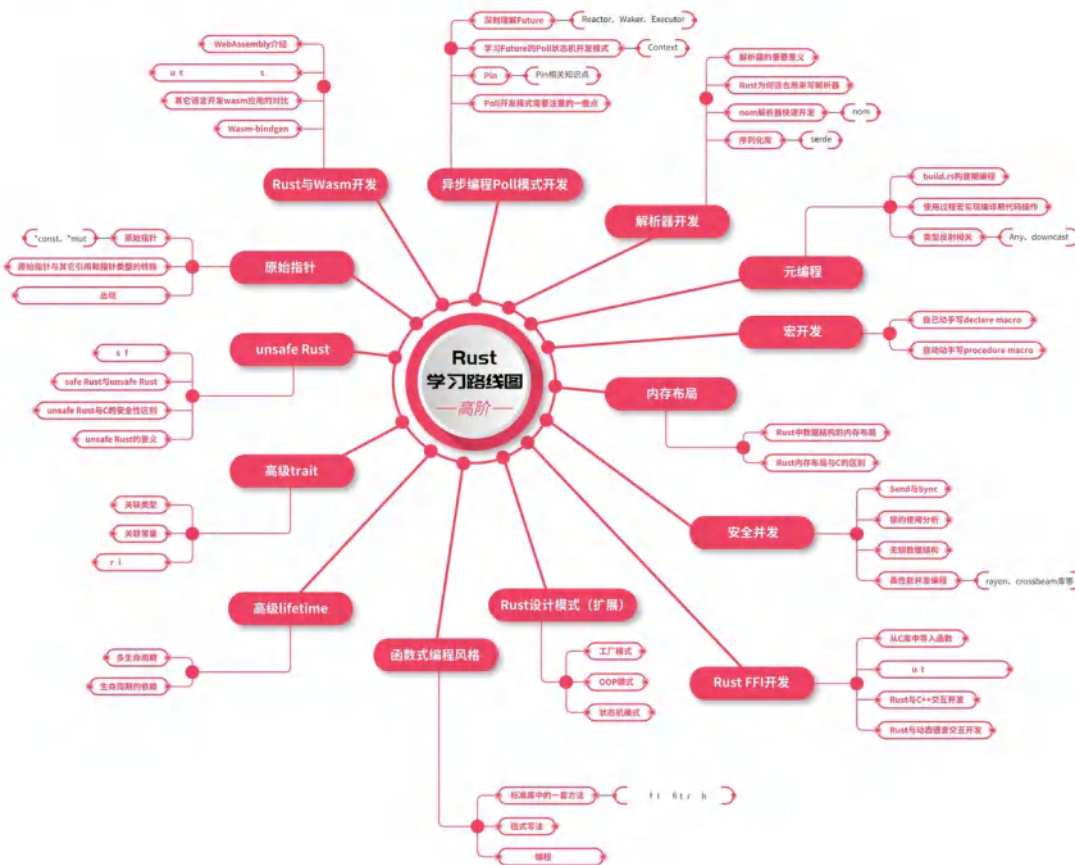 Rust
学习路线图
高阶
异步编程Poll模式开发
深刻理解Future
Reactor、Waker、Executor
学习Future的Poll状态机开发模式
Context
Pin
Pin相关知识点
Poll开发模式需要注意的一些点
解析器开发
解析器的重要意义
Rust为何适合用来写解析器
nom解析器快速开发
nom
序列化库
serde
元编程
build.rs构建期编程
使用过程宏实现编译期代码操作
类型反射相关
Any、downcast
宏开发
自己动手写declare macro
自动动手写procedure macro
内存布局
Rust中数据结构的内存布局
Rust内存布局与C的区别
安全并发
Send与Sync
锁的使用分析
无锁数据结构
高性能并发编程
rayon、crossbeam库等
Rust FFI开发
从C库中导入函数
u t
Rust与C++交互开发
Rust与动态语言交互开发
Rust设计模式（扩展）
工厂模式
OOP模式
状态机模式
函数式编程风格
标准库中的一套方法
链式写法
编程
高级lifetime
多生命周期
生命周期的依赖
高级trait
关联类型
关联常量
r i
unsafe Rust
s f
safe Rust与unsafe Rust
unsafe Rust与C的安全性区别
unsafe Rust的意义
原始指针
原始指针
*const、*mut
原始指针与其它引用和指针类型的转换
Rust与Wasm开发
WebAssembly介绍
u t s
其它语言开发wasm应用的对比
Wasm-bindgen